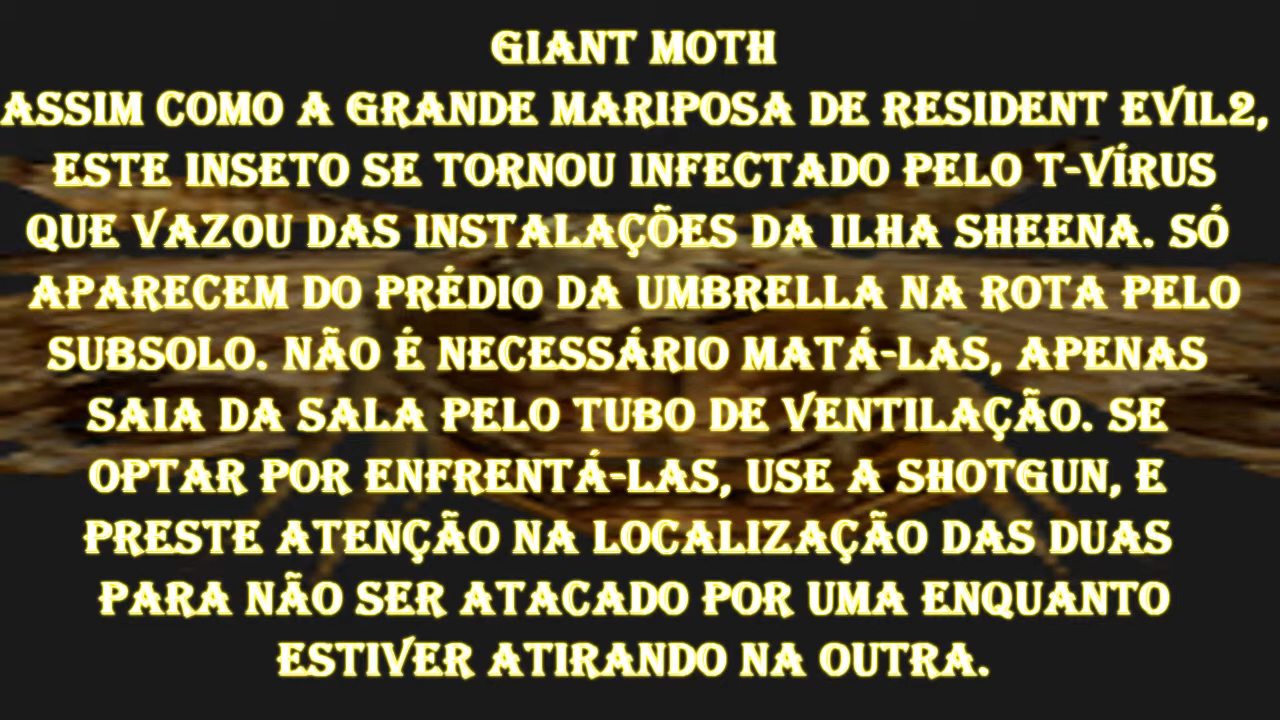 GIANT MOTH
ASSIM COMO A GRANDE MARIPOSA DE RESIDENT EVIL2,
ESTE INSETO SE TORNOU INFECTADO PELO T-VÍRUS
QUE VAZOU DAS INSTALAÇÕES DA ILHA SHEENA. SÓ
APARECEM DO PRÉDIO DA UMBRELLA NA ROTA PELO
SUBSOLO. NÃO É NECESSÁRIO MATÁ-LAS, APENAS
SAIA DA SALA PELO TUBO DE VENTILAÇÃO. SE
OPTAR POR ENFRENTÁ-LAS, USE A SHOTGUN, E
PRESTE ATENÇÃO NA LOCALIZAÇÃO DAS DUAS
PARA NÃO SER ATACADO POR UMA ENQUANTO
ESTIVER ATIRANDO NA OUTRA.